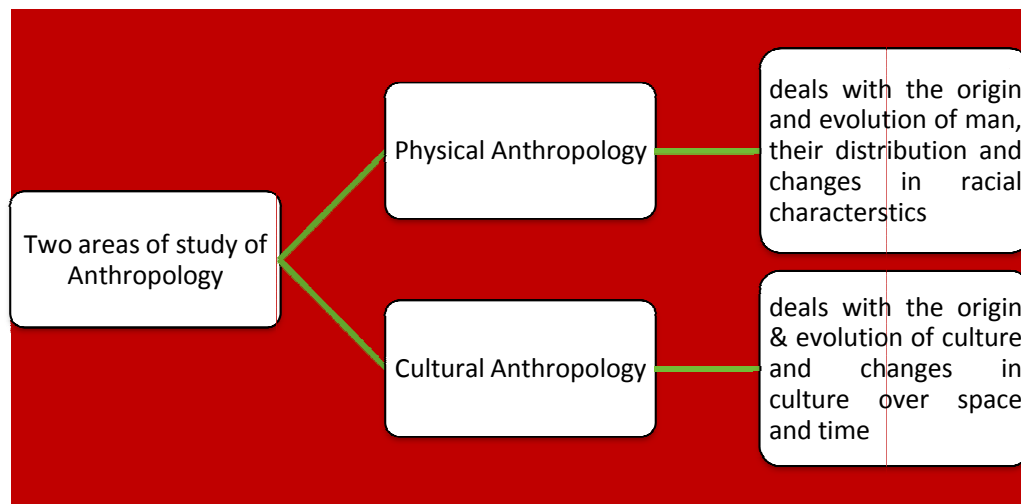 Two areas of study of
Anthropology
Physical Anthropology
deals with the origin
and evolution of man,
their distribution and
changes in racial
characterstics
Cultural Anthropology
deals with the origin
& evolution of culture
and changes in
culture over space
and time